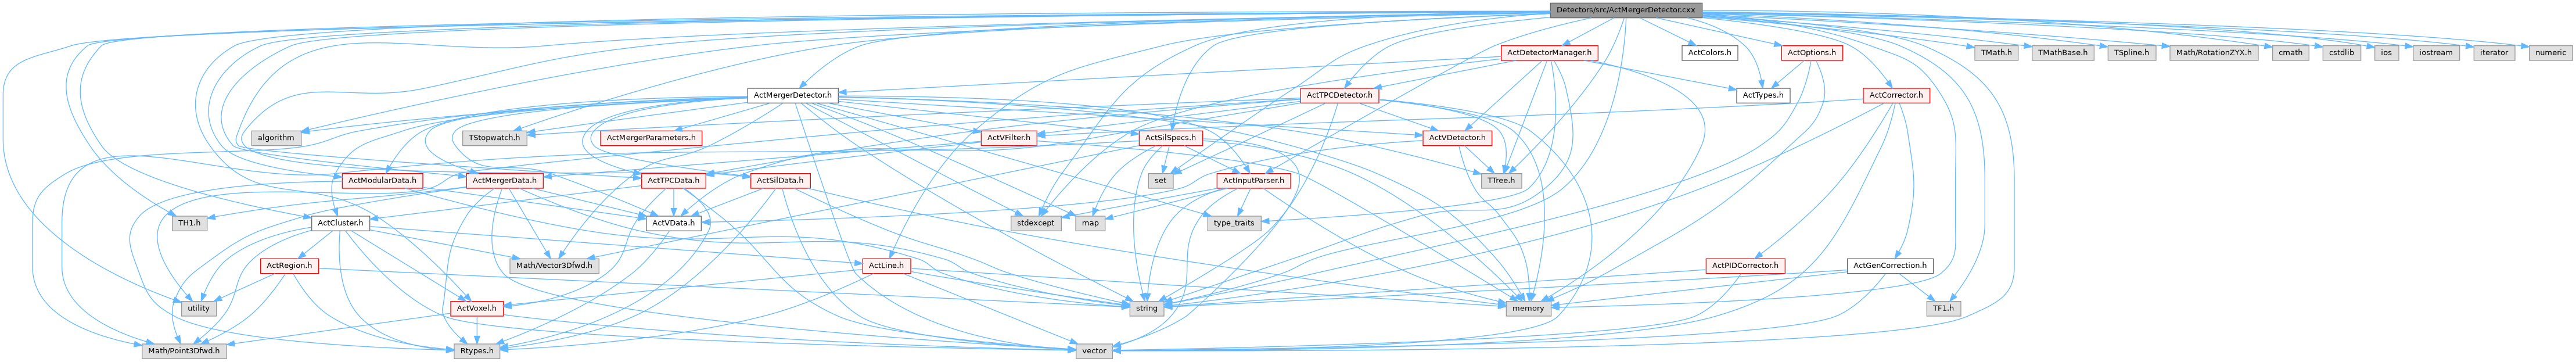 Detectors/src/ActMergerDetector.cxx
ActDetectorManager.h
ActColors.h
ActOptions.h
TMath.h
TMathBase.h
TSpline.h
Math/RotationZYX.h
cmath
cstdlib
ios
iostream
iterator
numeric
ActMergerDetector.h
ActTPCDetector.h
ActTypes.h
ActCorrector.h
algorithm
TStopwatch.h
ActMergerParameters.h
ActVFilter.h
ActSilSpecs.h
ActVDetector.h
ActModularData.h
ActMergerData.h
ActTPCData.h
ActSilData.h
set
ActInputParser.h
TTree.h
TH1.h
ActCluster.h
ActVData.h
stdexcept
map
type_traits
ActRegion.h
Math/Vector3Dfwd.h
ActLine.h
ActPIDCorrector.h
ActGenCorrection.h
utility
ActVoxel.h
string
memory
TF1.h
Math/Point3Dfwd.h
Rtypes.h
vector